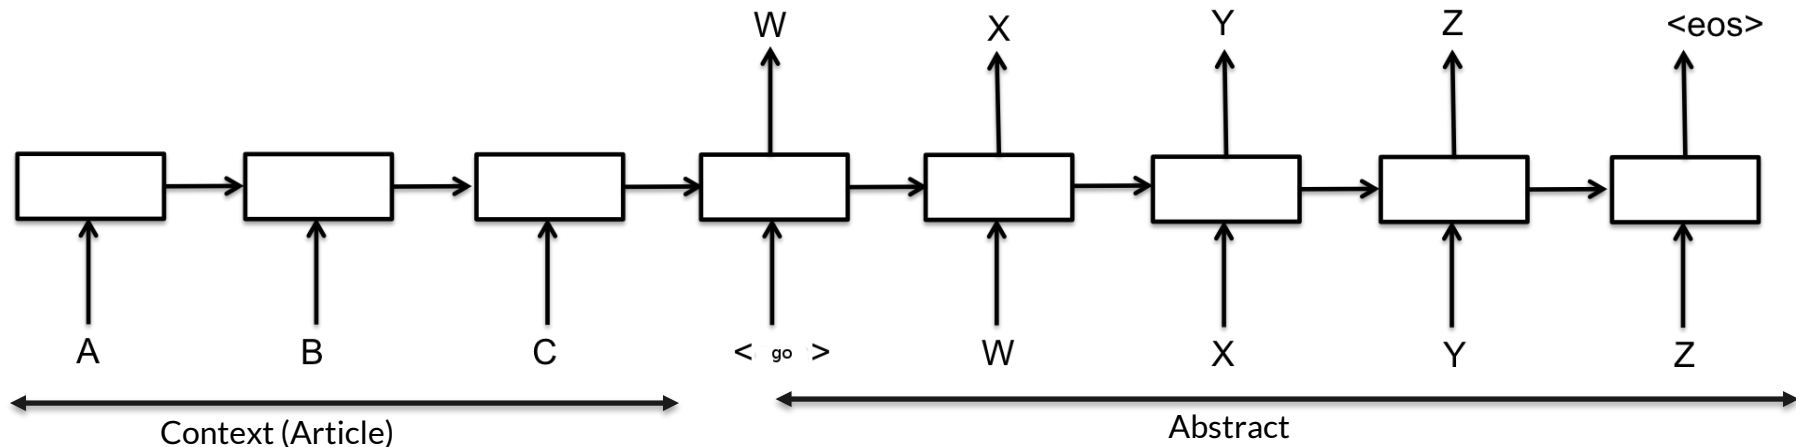 W X Y Z <eos>
A B C < go > W X Y Z
Context (Article) Abstract